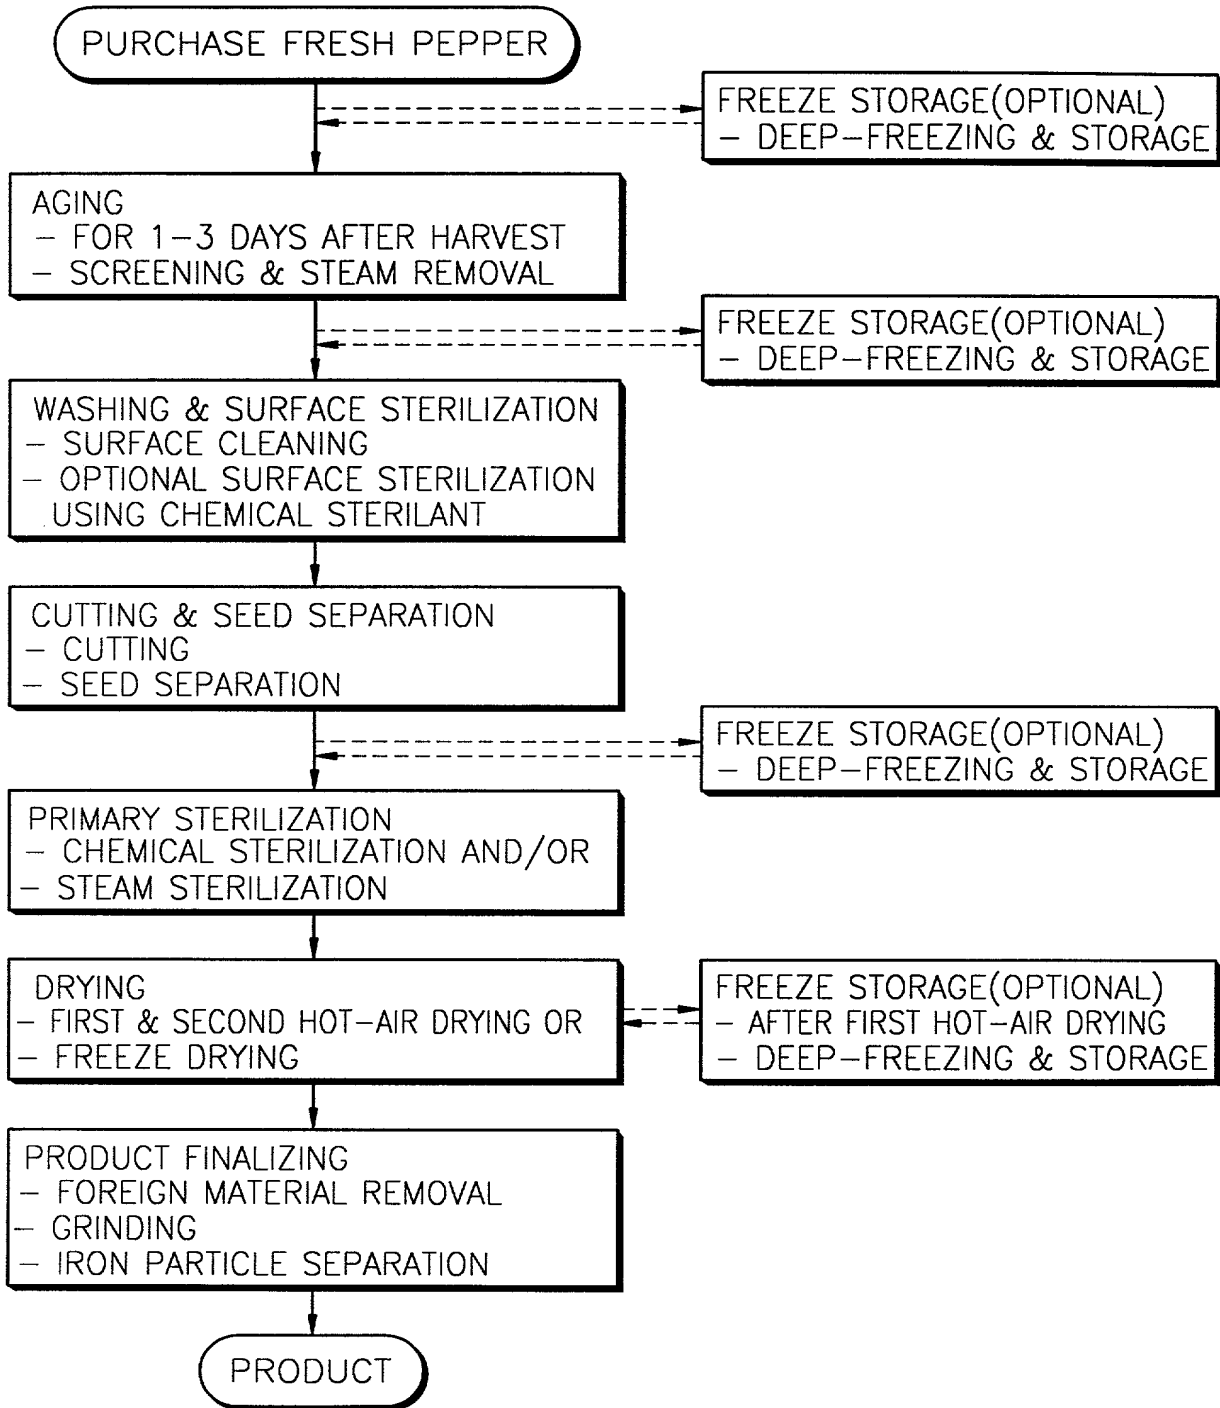 PURCHASE FRESH PEPPER
FREEZE STORAGE(OPTIONAL)
– DEEP–FREEZING & STORAGE
AGING
– FOR 1–3 DAYS AFTER HARVEST
– SCREENING & STEAM REMOVAL
FREEZE STORAGE(OPTIONAL)
– DEEP–FREEZING & STORAGE
WASHING & SURFACE STERILIZATION
– SURFACE CLEANING
– OPTIONAL SURFACE STERILIZATION
USING CHEMICAL STERILANT
CUTTING & SEED SEPARATION
– CUTTING
– SEED SEPARATION
FREEZE STORAGE(OPTIONAL)
– DEEP–FREEZING & STORAGE
PRIMARY STERILIZATION
– CHEMICAL STERILIZATION AND/OR
– STEAM STERILIZATION
DRYING
– FIRST & SECOND HOT–AIR DRYING OR
– FREEZE DRYING
FREEZE STORAGE(OPTIONAL)
– AFTER FIRST HOT–AIR DRYING
– DEEP–FREEZING & STORAGE
PRODUCT FINALIZING
– FOREIGN MATERIAL REMOVAL
– GRINDING
– IRON PARTICLE SEPARATION
PRODUCT